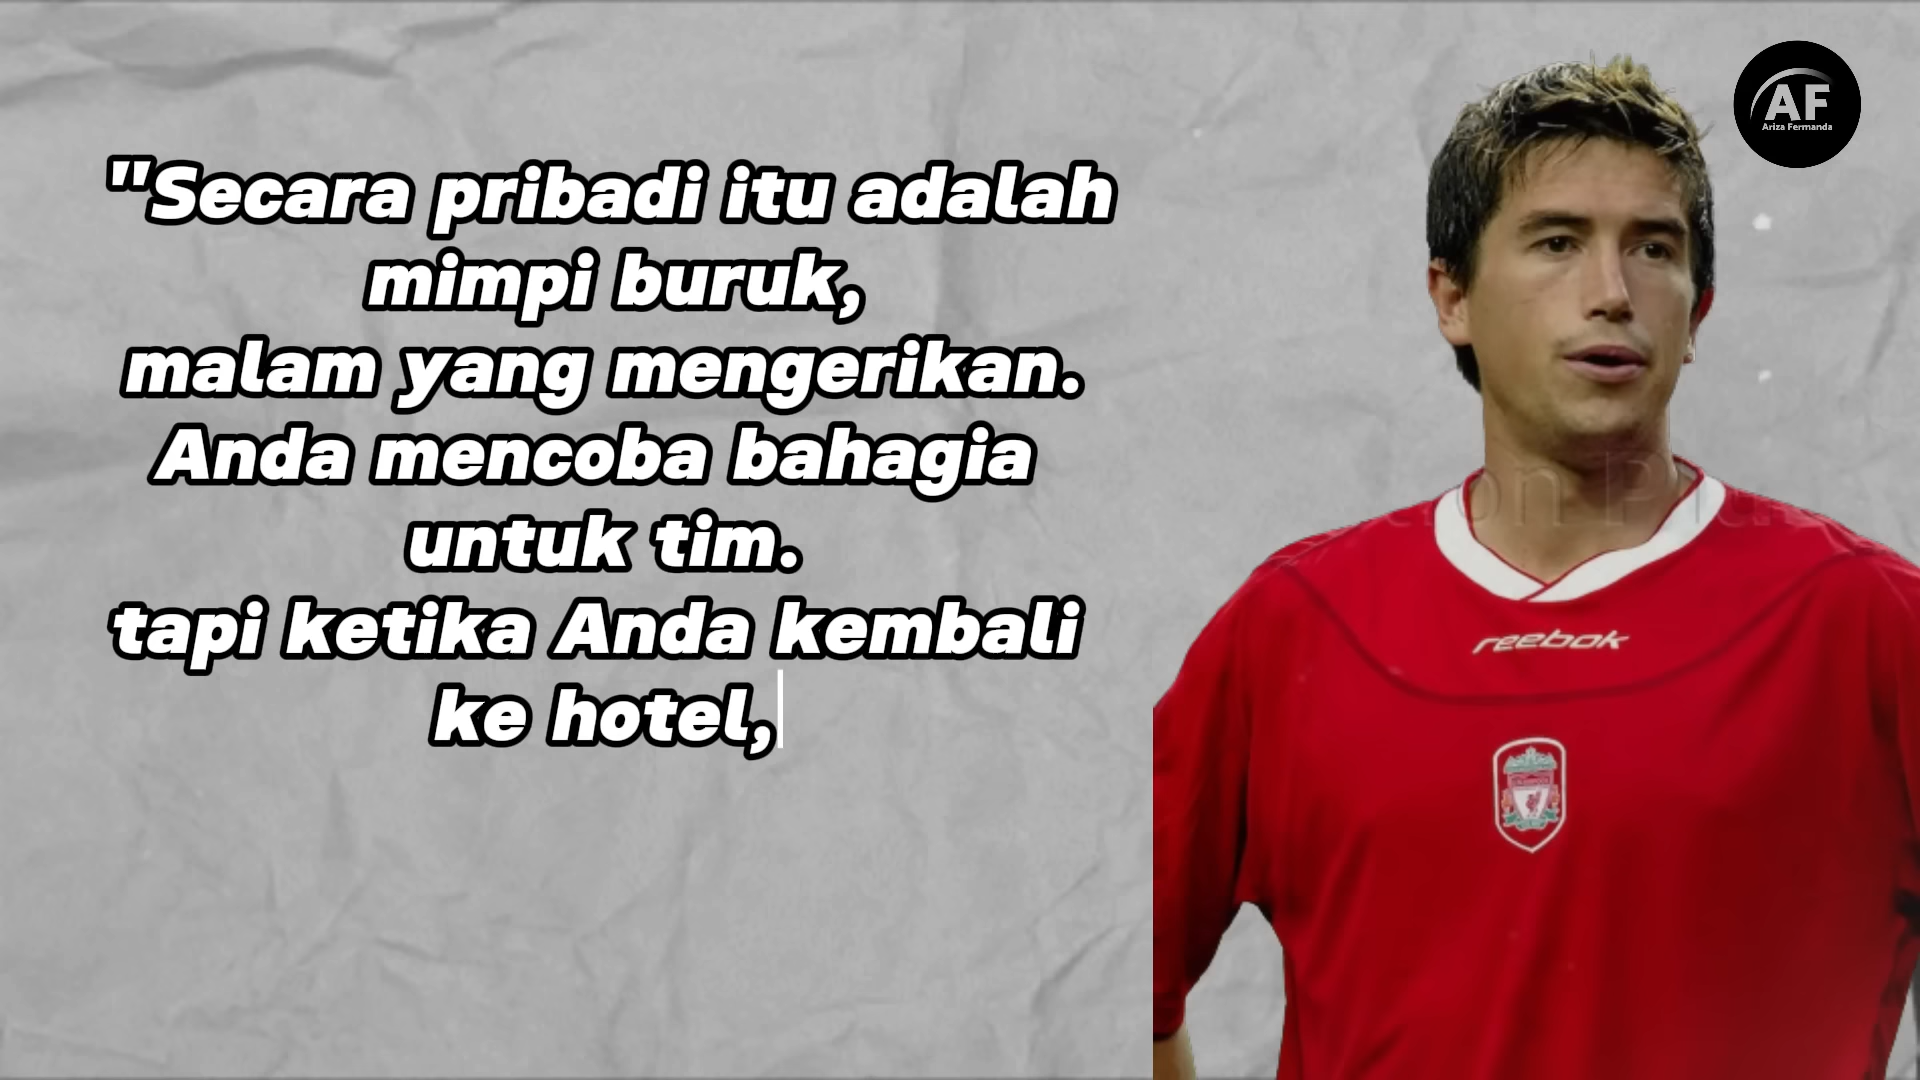 "Secara pribadi itu adalah
mimpi buruk,
malam yang mengerikan.
Anda mencoba bahagia
untuk tim.
tapi ketika Anda kembali
ke hotel,
AF
Ariza Fermanda
reebok